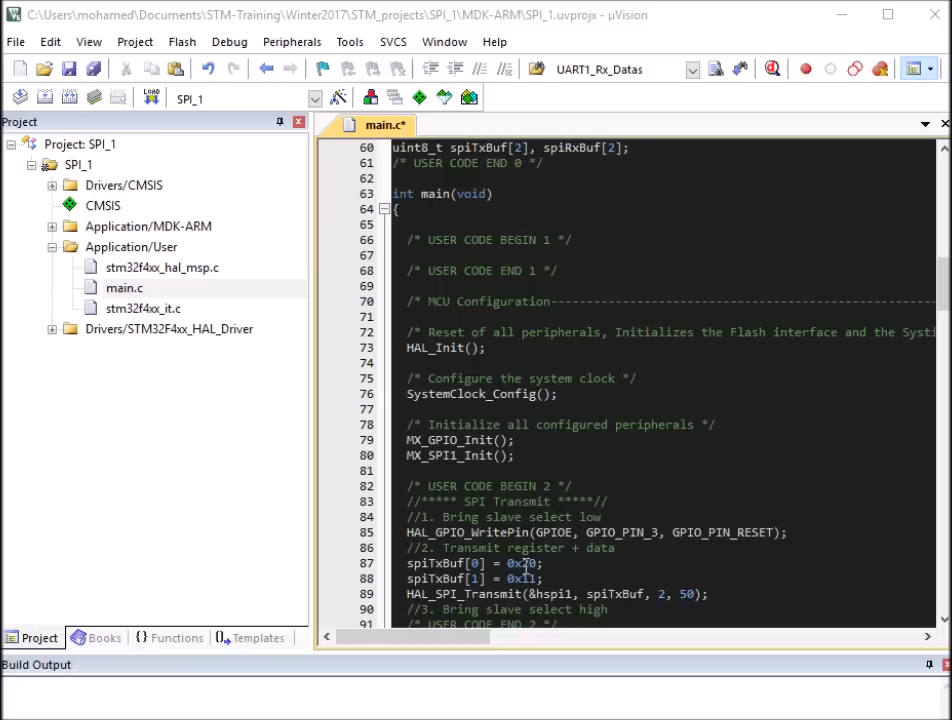 C:\Users\mohamed\Documents\STM-Training\Winter2017\STM_projects\SPI_1\MDK-ARM\SPI_1.uvprojx - µVision
File Edit View Project Flash Debug Peripherals Tools SVCS Window Help
UART1_Rx_Datas
LOAD SPI_1
Project
main.c*
Project: SPI_1
SPI_1
Drivers/CMSIS
CMSIS
Application/MDK-ARM
Application/User
stm32f4xx_hal_msp.c
main.c
stm32f4xx_it.c
Drivers/STM32F4xx_HAL_Driver
60 uint8_t spiTxBuf[2], spiRxBuf[2];
61 /* USER CODE END 0 */
62
63 int main(void)
64 {
65
66 /* USER CODE BEGIN 1 */
67
68 /* USER CODE END 1 */
69
70 /* MCU Configuration----------------------------------------------------
71
72 /* Reset of all peripherals, Initializes the Flash interface and the Systi
73 HAL_Init();
74
75 /* Configure the system clock */
76 SystemClock_Config();
77
78 /* Initialize all configured peripherals */
79 MX_GPIO_Init();
80 MX_SPI1_Init();
81
82 /* USER CODE BEGIN 2 */
83 //***** SPI Transmit *****//
84 //1. Bring slave select low
85 HAL_GPIO_WritePin(GPIOE, GPIO_PIN_3, GPIO_PIN_RESET);
86 //2. Transmit register + data
87 spiTxBuf[0] = 0x20;
88 spiTxBuf[1] = 0x11;
89 HAL_SPI_Transmit(&hspi1, spiTxBuf, 2, 50);
90 //3. Bring slave select high
91 /* USER CODE END 2 */
Project Books {} Functions Templates
Build Output